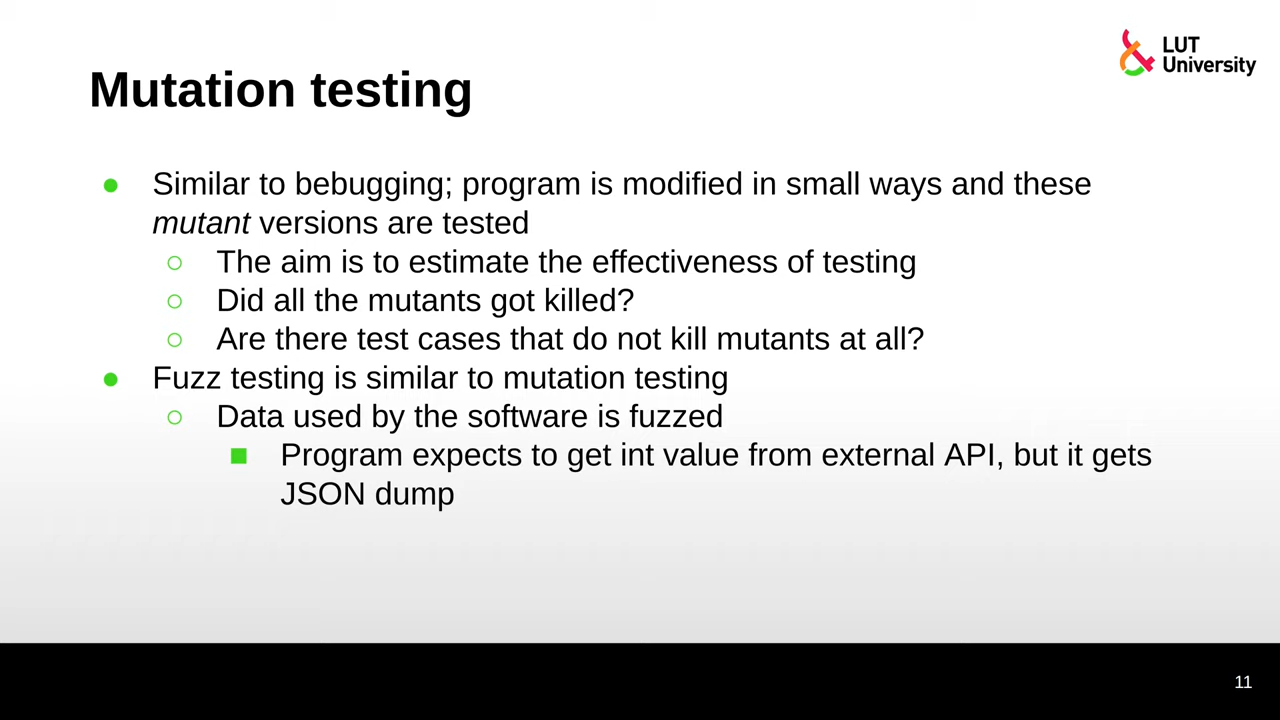 LUT
University
Mutation testing
● Similar to bebugging; program is modified in small ways and these
mutant versions are tested
○ The aim is to estimate the effectiveness of testing
○ Did all the mutants got killed?
○ Are there test cases that do not kill mutants at all?
● Fuzz testing is similar to mutation testing
○ Data used by the software is fuzzed
■ Program expects to get int value from external API, but it gets
JSON dump
11